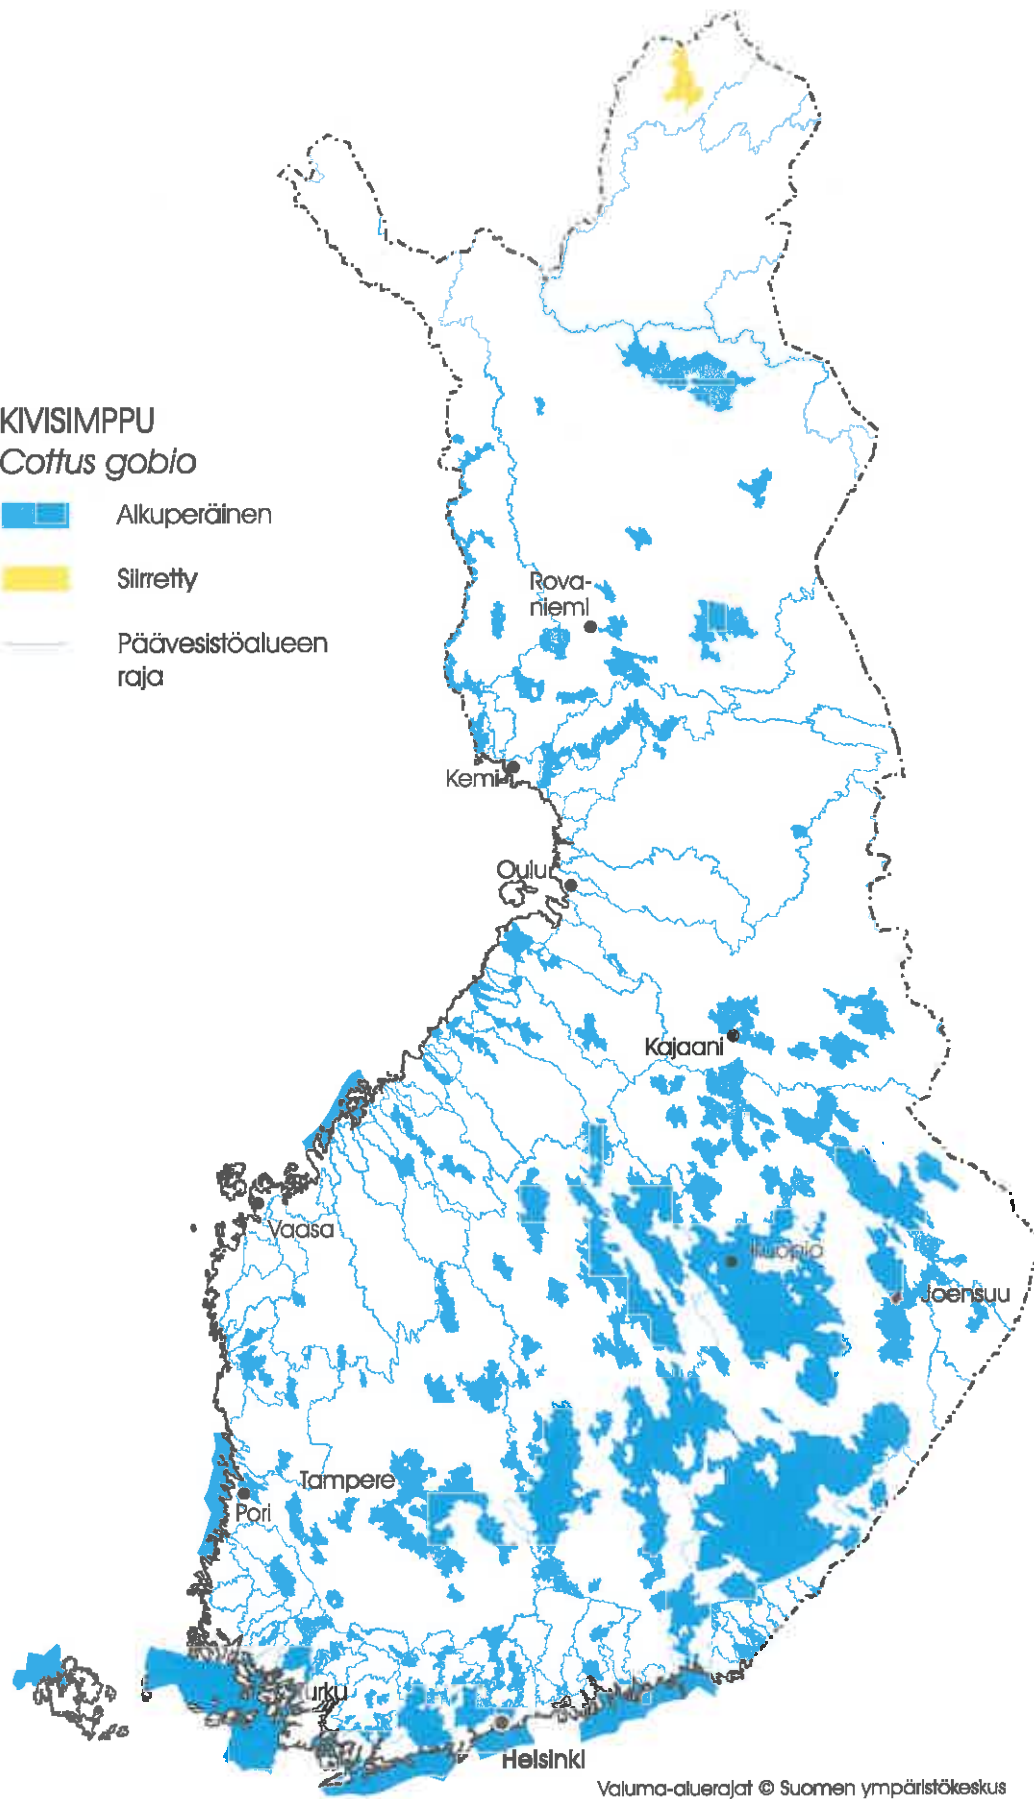 KIVISIMPPU
Cottus gobio
Alkuperäinen
Siirretty
Päävesistöalueen
raja
Rova-
niemi
Kemi
Oulu
Kajaani
Vaasa
Kuopio
Joensuu
Tampere
Pori
urku
Helsinki
Valuma-aluerajat © Suomen ympäristökeskus